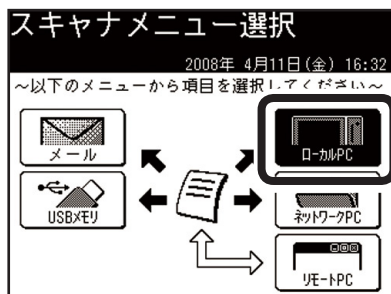 スキャナメニュー選択
2008年 4月11日(金) 16:32
～以下のメニューから項目を選択してください～
メール
ローカルPC
USBメモリ
ネットワークPC
リモートPC